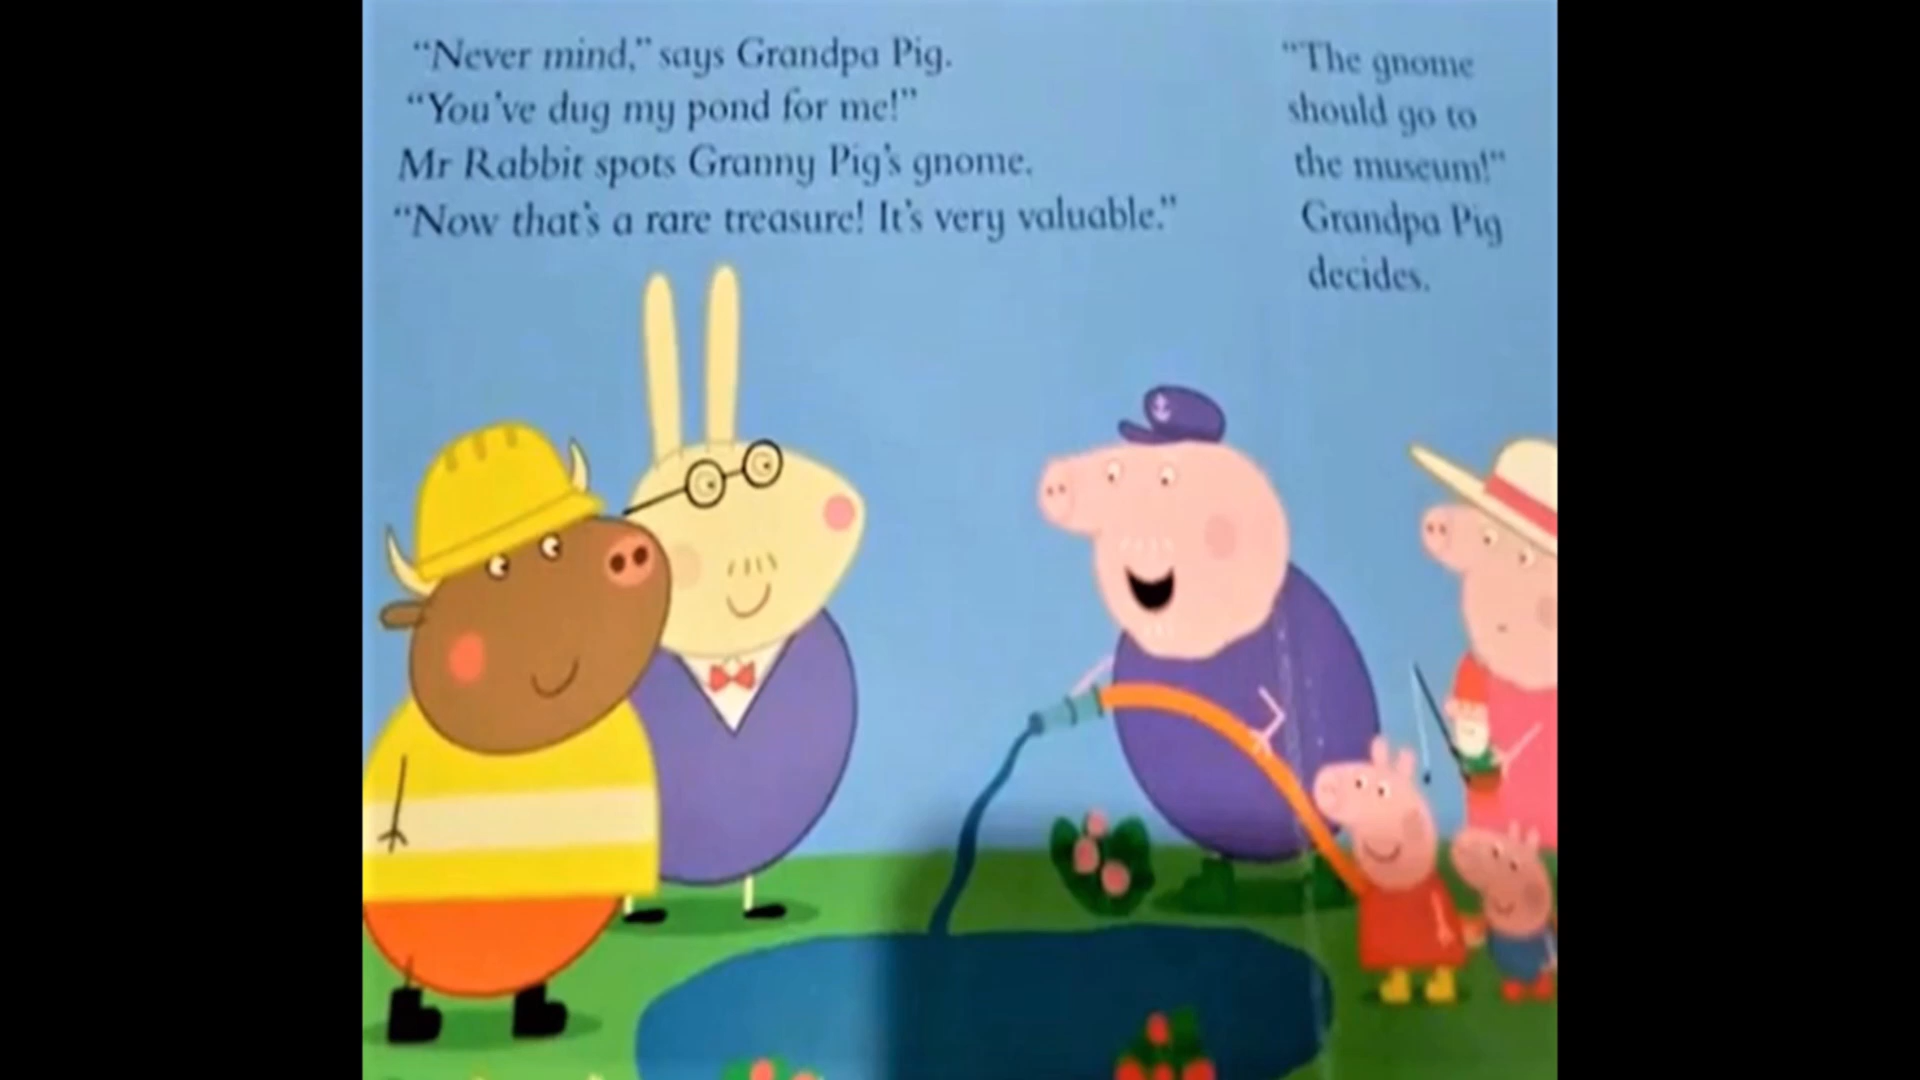 “Never mind,” says Grandpa Pig.
“You’ve dug my pond for me!”
Mr Rabbit spots Granny Pig’s gnome.
“Now that’s a rare treasure! It’s very valuable.”
“The gnome
should go to
the museum!”
Grandpa Pig
decides.